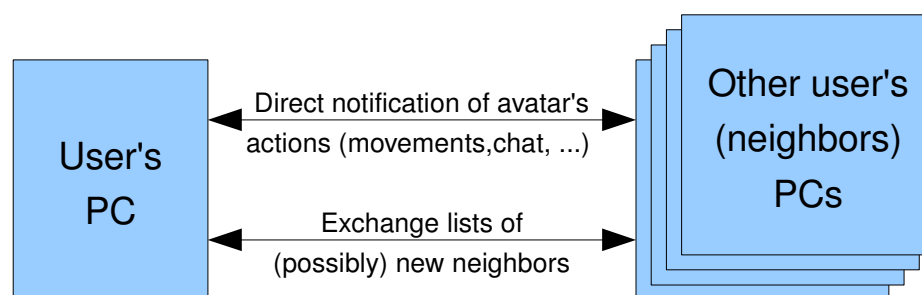 User's
PC
Direct notification of avatar's
actions (movements,chat, ...)
Exchange lists of
(possibly) new neighbors
Other user's
(neighbors)
PCs